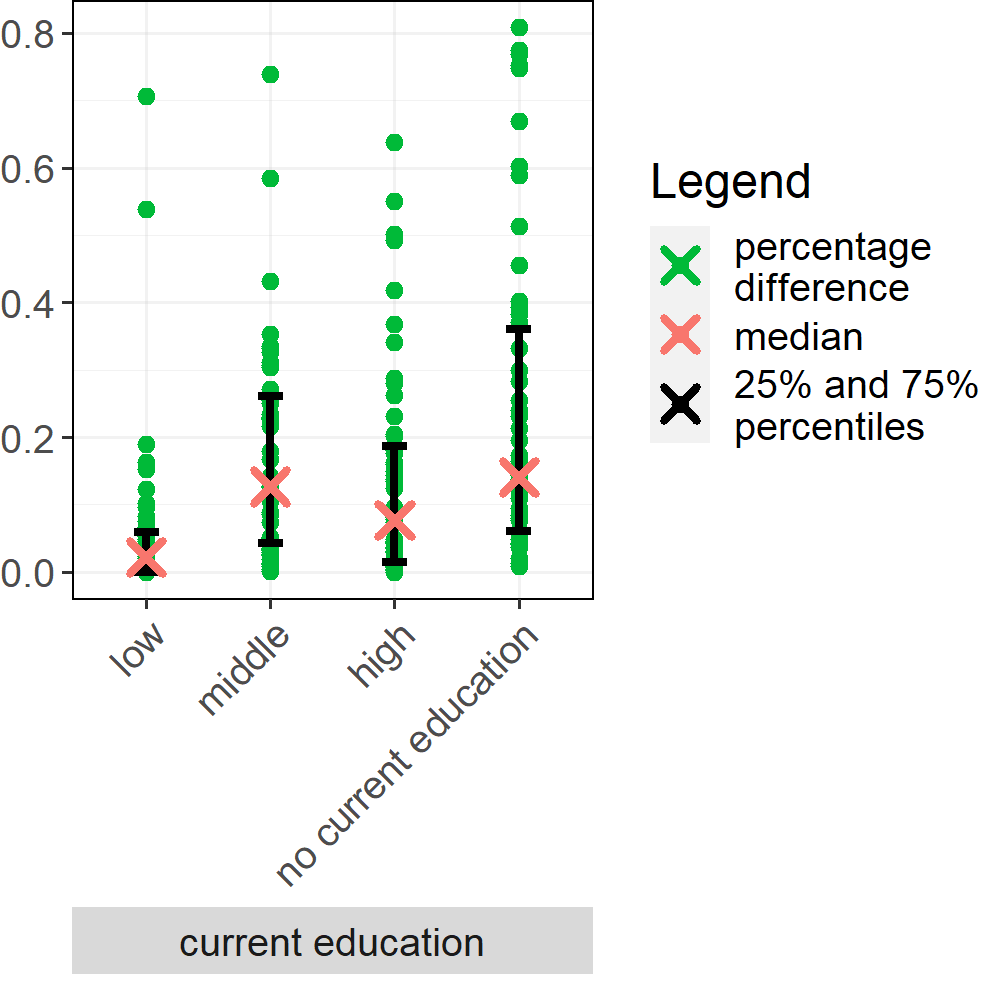 0.8
0.6
0.4
0.2
0.0
low
middle
high
no current education
current education
Legend
percentage
difference
median
25% and 75%
percentiles